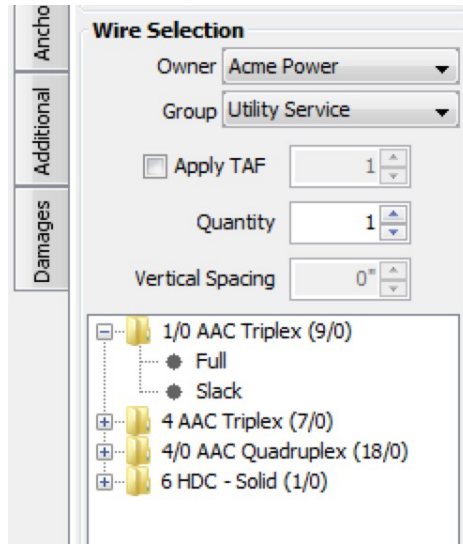 Ancho
Additional
Damages
Wire Selection
Owner Acme Power
Group Utility Service
Apply TAF 1
Quantity 1
Vertical Spacing 0"
1/0 AAC Triplex (9/0)
Full
Slack
4 AAC Triplex (7/0)
4/0 AAC Quadruplex (18/0)
6 HDC - Solid (1/0)